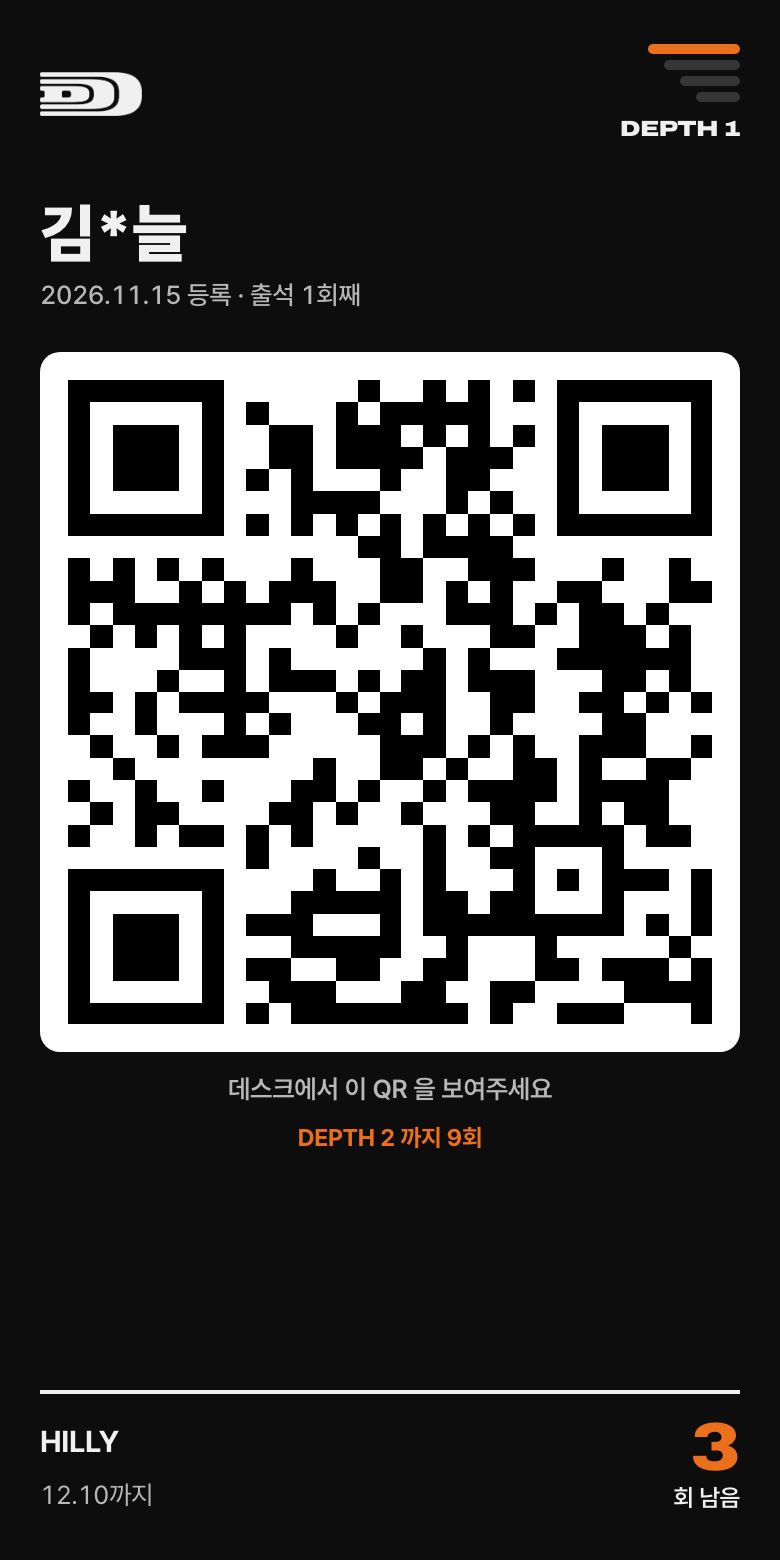 DEPTH 1
김*늘
2026.11.15 등록 · 출석 1회째
데스크에서 이 QR 을 보여주세요
DEPTH 2 까지 9회
HILLY
3
12.10까지
회 남음